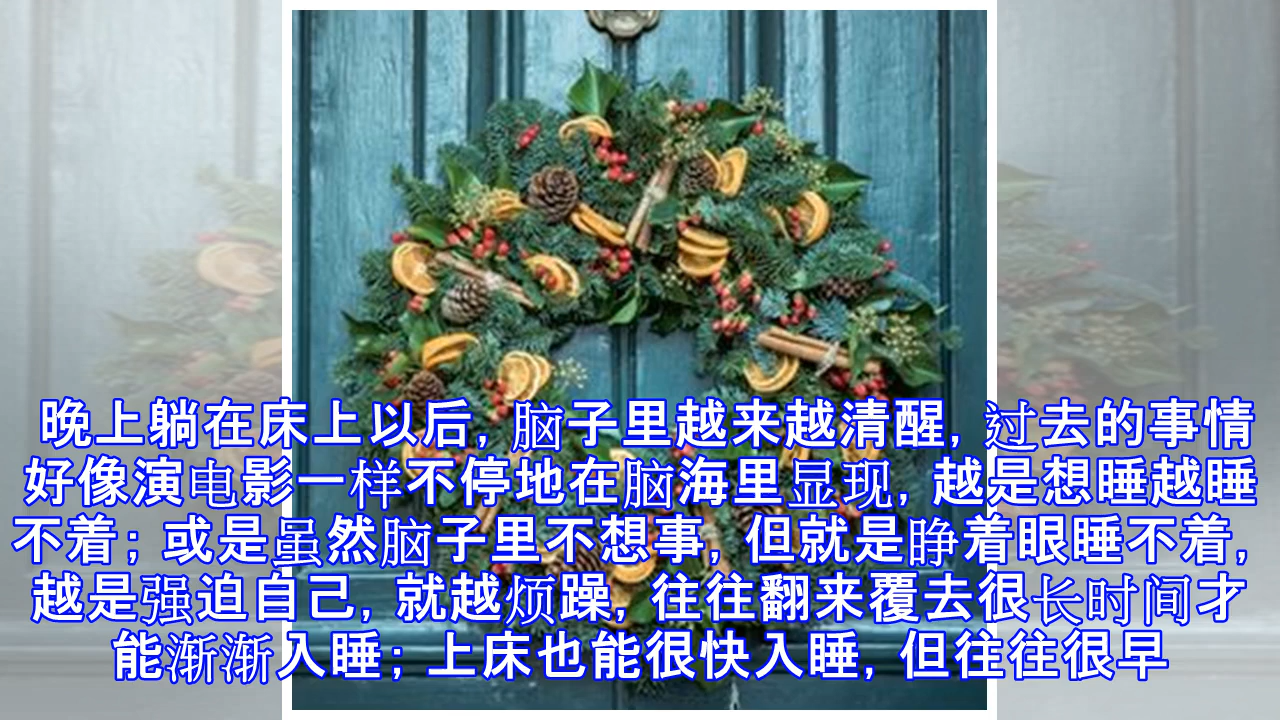 晚上躺在床上以后，脑子里越来越清醒，过去的事情
好像演电影一样不停地在脑海里显现，越是想睡越睡
不着；或是虽然脑子里不想事，但就是睁着眼睡不着，
越是强迫自己，就越烦躁，往往翻来覆去很长时间才
能渐渐入睡；上床也能很快入睡，但往往很早